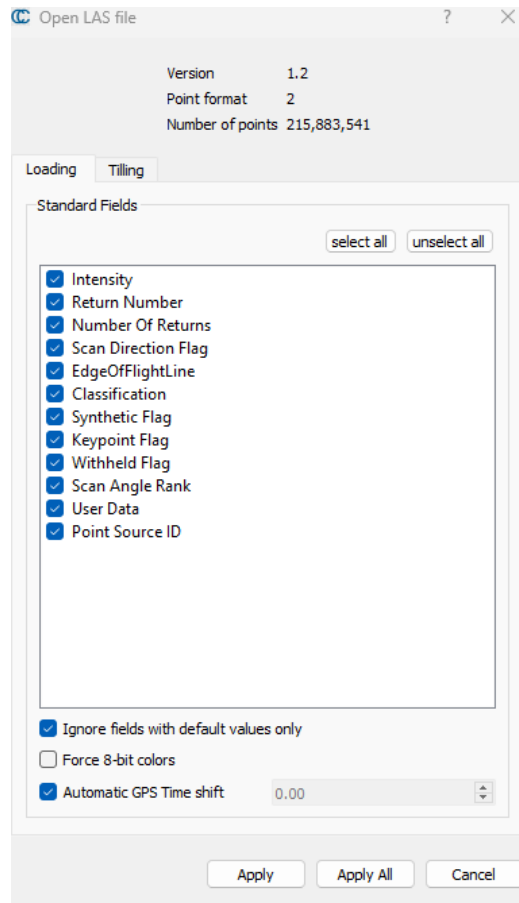 Open LAS file ?
Version 1.2
Point format 2
Number of points 215,883,541
Loading Tilling
Standard Fields
select all unselect all
Intensity
Return Number
Number Of Returns
Scan Direction Flag
EdgeOfFlightLine
Classification
Synthetic Flag
Keypoint Flag
Withheld Flag
Scan Angle Rank
User Data
Point Source ID
Ignore fields with default values only
Force 8-bit colors
Automatic GPS Time shift 0.00
Apply Apply All Cancel